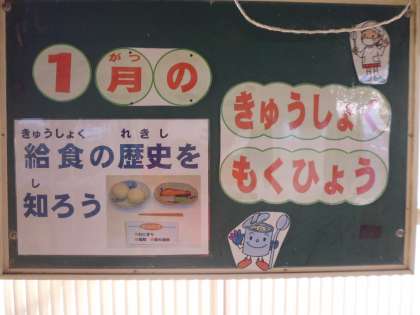 1月の
がつ
きゅうしょく
もくひょう
きゅうしょく れきし
給食の歴史を
し
知ろう